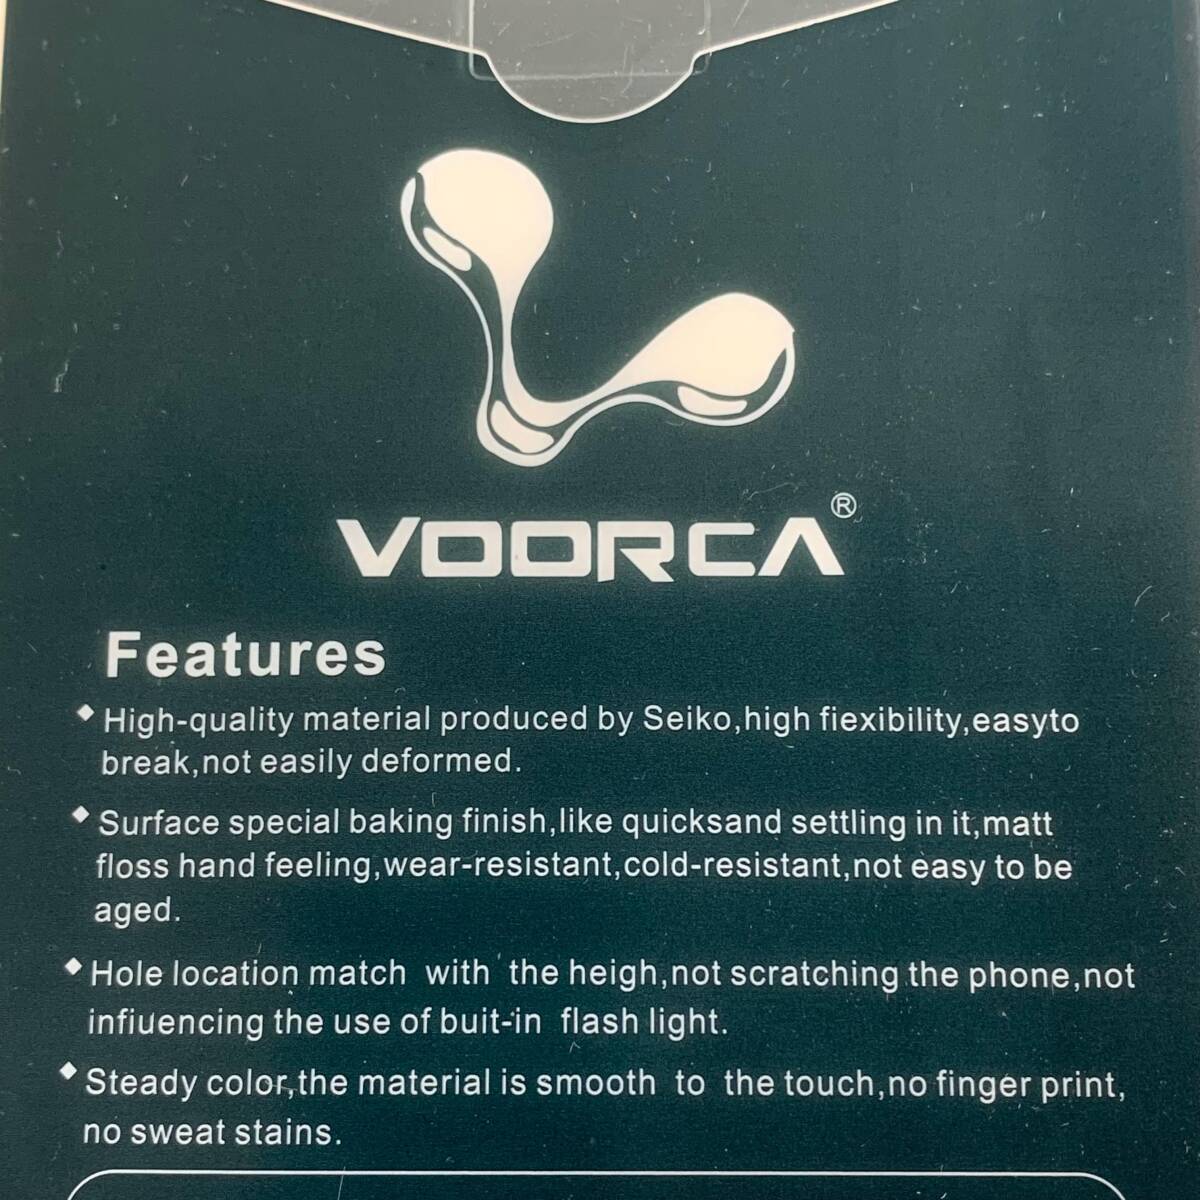 VOORCA®
Features
◆High-quality material produced by Seiko,high fiexibility,easyto
break,not easily deformed.
◆Surface special baking finish,like quicksand settling in it,matt
floss hand feeling,wear-resistant,cold-resistant,not easy to be
aged.
◆Hole location match with the heigh,not scratching the phone,not
infiuencing the use of buit-in flash light.
◆Steady color,the material is smooth to the touch,no finger print,
no sweat stains.